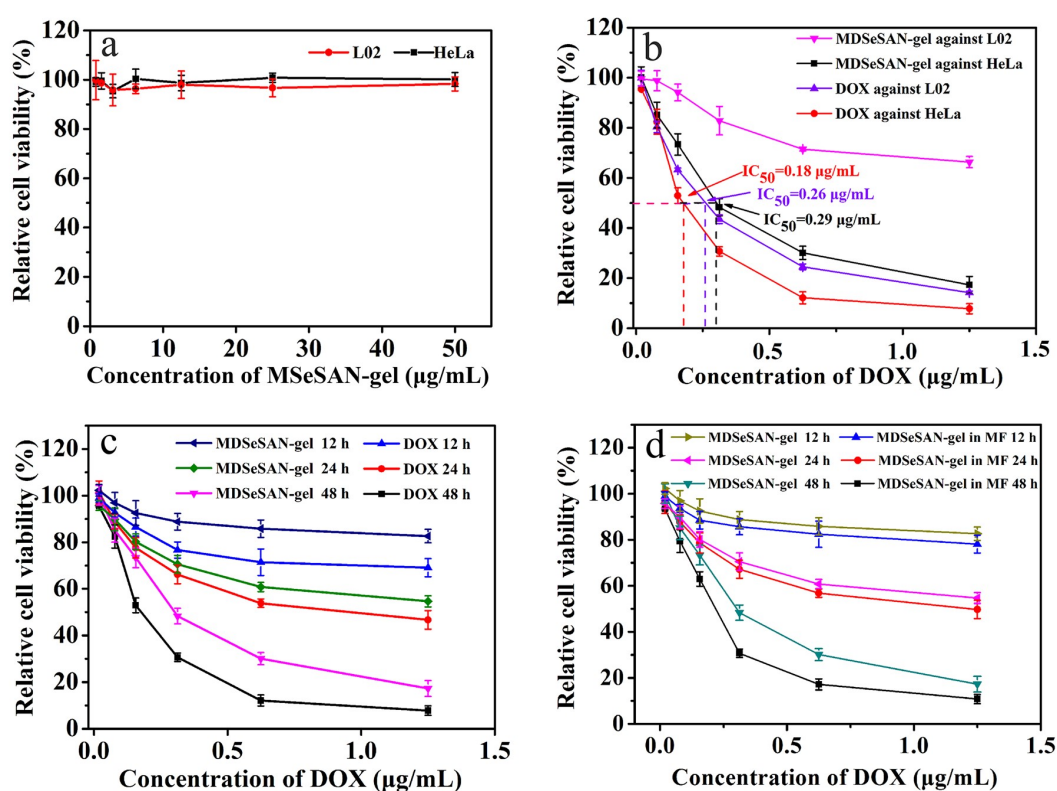 a
L02
HeLa
Relative cell viability (%)
120
100
80
60
40
20
0
0 10 20 30 40 50
Concentration of MSeSAN-gel (µg/mL)
b
MDSeSAN-gel against L02
MDSeSAN-gel against HeLa
DOX against L02
DOX against HeLa
IC50=0.18 µg/mL
IC50=0.26 µg/mL
IC50=0.29 µg/mL
Relative cell viability (%)
120
100
80
60
40
20
0
0.0 0.5 1.0 1.5
Concentration of DOX (µg/mL)
c
MDSeSAN-gel 12 h
DOX 12 h
MDSeSAN-gel 24 h
DOX 24 h
MDSeSAN-gel 48 h
DOX 48 h
Relative cell viability (%)
120
100
80
60
40
20
0
0.0 0.5 1.0 1.5
Concentration of DOX (µg/mL)
d
MDSeSAN-gel 12 h
MDSeSAN-gel in MF 12 h
MDSeSAN-gel 24 h
MDSeSAN-gel in MF 24 h
MDSeSAN-gel 48 h
MDSeSAN-gel in MF 48 h
Relative cell viability (%)
120
100
80
60
40
20
0
0.0 0.5 1.0 1.5
Concentration of DOX (µg/mL)